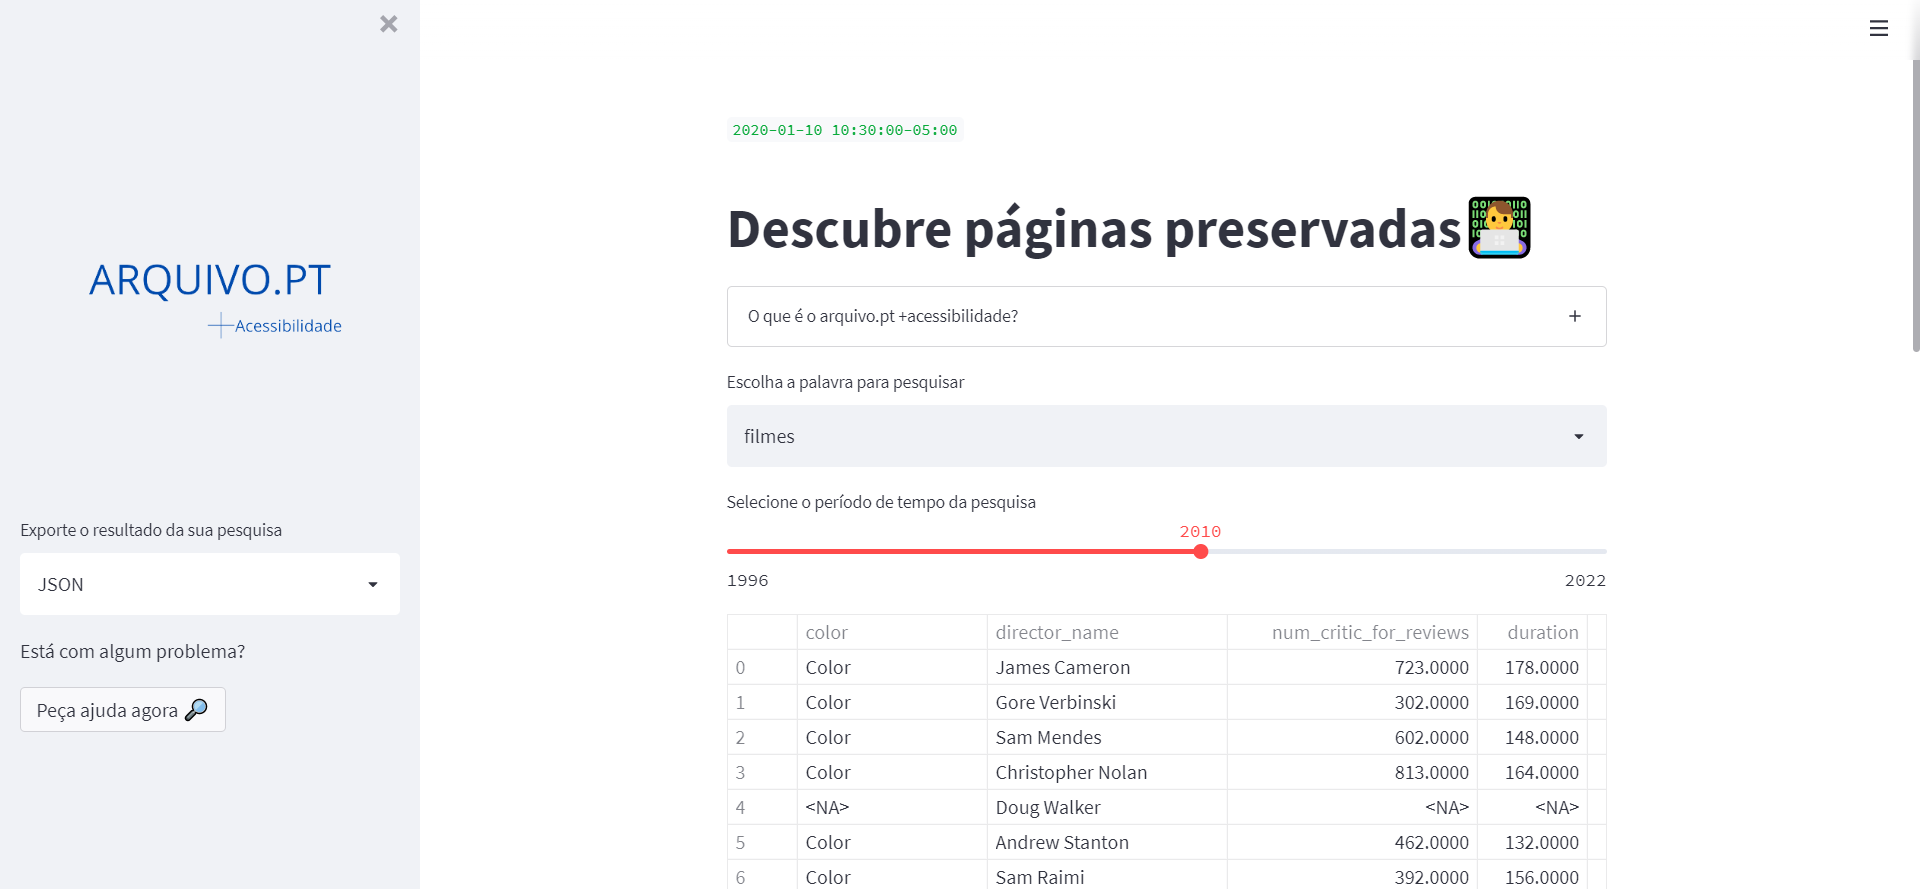 ARQUIVO.PT
Acessibilidade
Exporte o resultado da sua pesquisa
JSON
Está com algum problema?
Peça ajuda agora 🔎
2020-01-10 10:30:00-05:00
Descubre páginas preservadas
O que é o arquivo.pt +acessibilidade? +
Escolha a palavra para pesquisar
filmes
Selecione o período de tempo da pesquisa
2010
1996 2022
color director_name num_critic_for_reviews duration
0 Color James Cameron 723.0000 178.0000
1 Color Gore Verbinski 302.0000 169.0000
2 Color Sam Mendes 602.0000 148.0000
3 Color Christopher Nolan 813.0000 164.0000
4 <NA> Doug Walker <NA> <NA>
5 Color Andrew Stanton 462.0000 132.0000
6 Color Sam Raimi 392.0000 156.0000